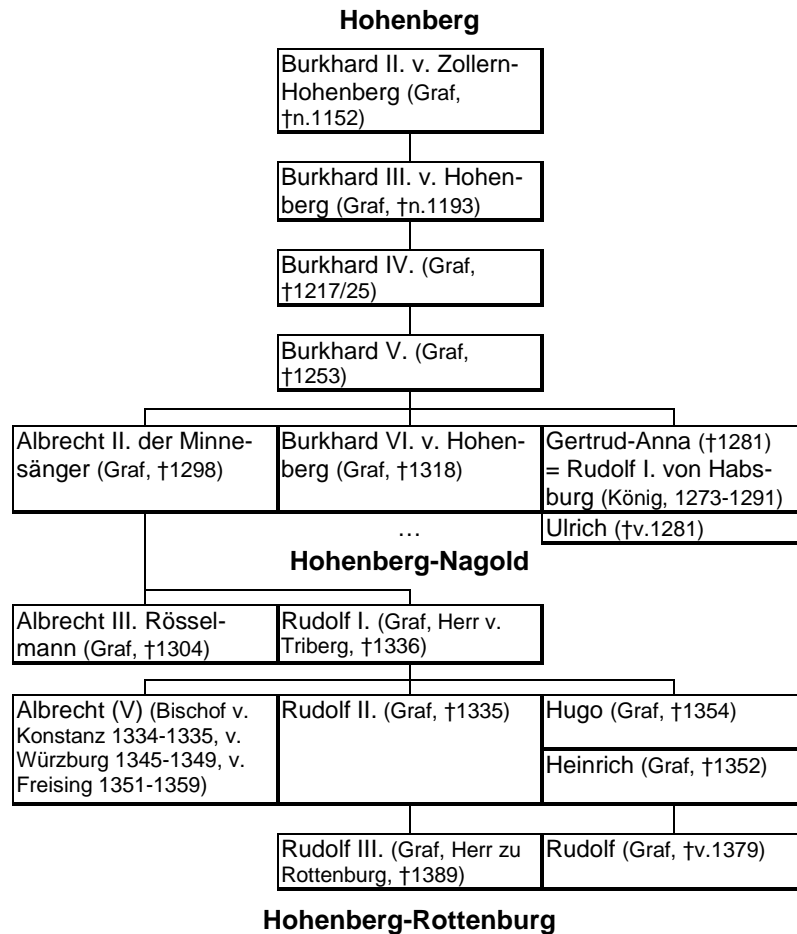 Hohenberg
Burkhard II. v. Zollern-
Hohenberg (Graf,
†n.1152)
Burkhard III. v. Hohen-
berg (Graf, †n.1193)
Burkhard IV. (Graf,
†1217/25)
Burkhard V. (Graf,
†1253)
Albrecht II. der Minne-
sänger (Graf, †1298)
Burkhard VI. v. Hohen-
berg (Graf, †1318)
Gertrud-Anna (†1281)
= Rudolf I. von Habs-
burg (König, 1273-1291)
Ulrich (†v.1281)
…
Hohenberg-Nagold
Albrecht III. Rössel-
mann (Graf, †1304)
Rudolf I. (Graf, Herr v.
Triberg, †1336)
Albrecht (V) (Bischof v.
Konstanz 1334-1335, v.
Würzburg 1345-1349, v.
Freising 1351-1359)
Rudolf II. (Graf, †1335)
Hugo (Graf, †1354)
Heinrich (Graf, †1352)
Rudolf III. (Graf, Herr zu
Rottenburg, †1389)
Rudolf (Graf, †v.1379)
Hohenberg-Rottenburg